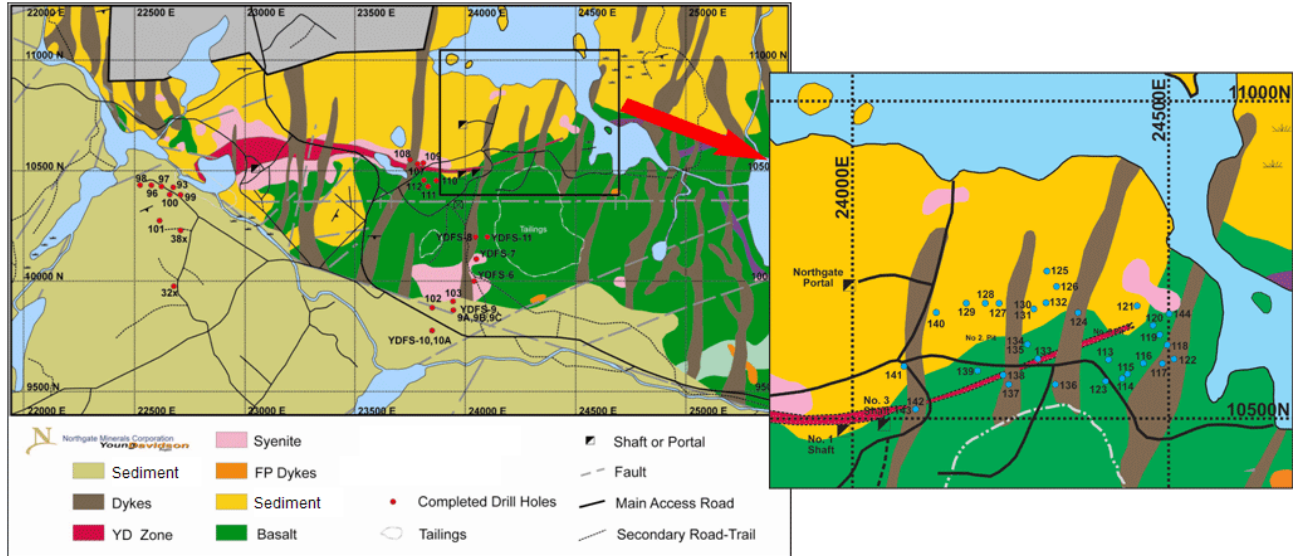 22000 E 22500 E 23000 E 23500 E 24000 E 24500 E 25000 E
11000 N 11000 N
10500 N
98 97 93
96 99
100
101
38x
32x
108 109
107
112 110
111
YDFS-8 YDFS-11
YDFS-7
YDFS-6
Tailings
40000 N
102 103
YDFS-9,
9A,9B,9C
YDFS-10,10A
9500 N
22000 E 22500 E 23000 E 23500 E 24000 E 24500 E 25000 E
24000E
24500E
11000N
Northgate
Portal
125
126
129 128 127 130 132
131
121
124
120 144
140
119
No 2. Pit
134
135
133
113
118
116 122
117
115
114
141
139
138
137
136
123
142
143
No. 3
Shaft
No. 1
Shaft
10500N
N
Northgate Minerals Corporation
YoungDavidson
Syenite
Shaft or Portal
Sediment
FP Dykes
Fault
Dykes
Sediment
Completed Drill Holes
Main Access Road
YD Zone
Basalt
Tailings
Secondary Road-Trail